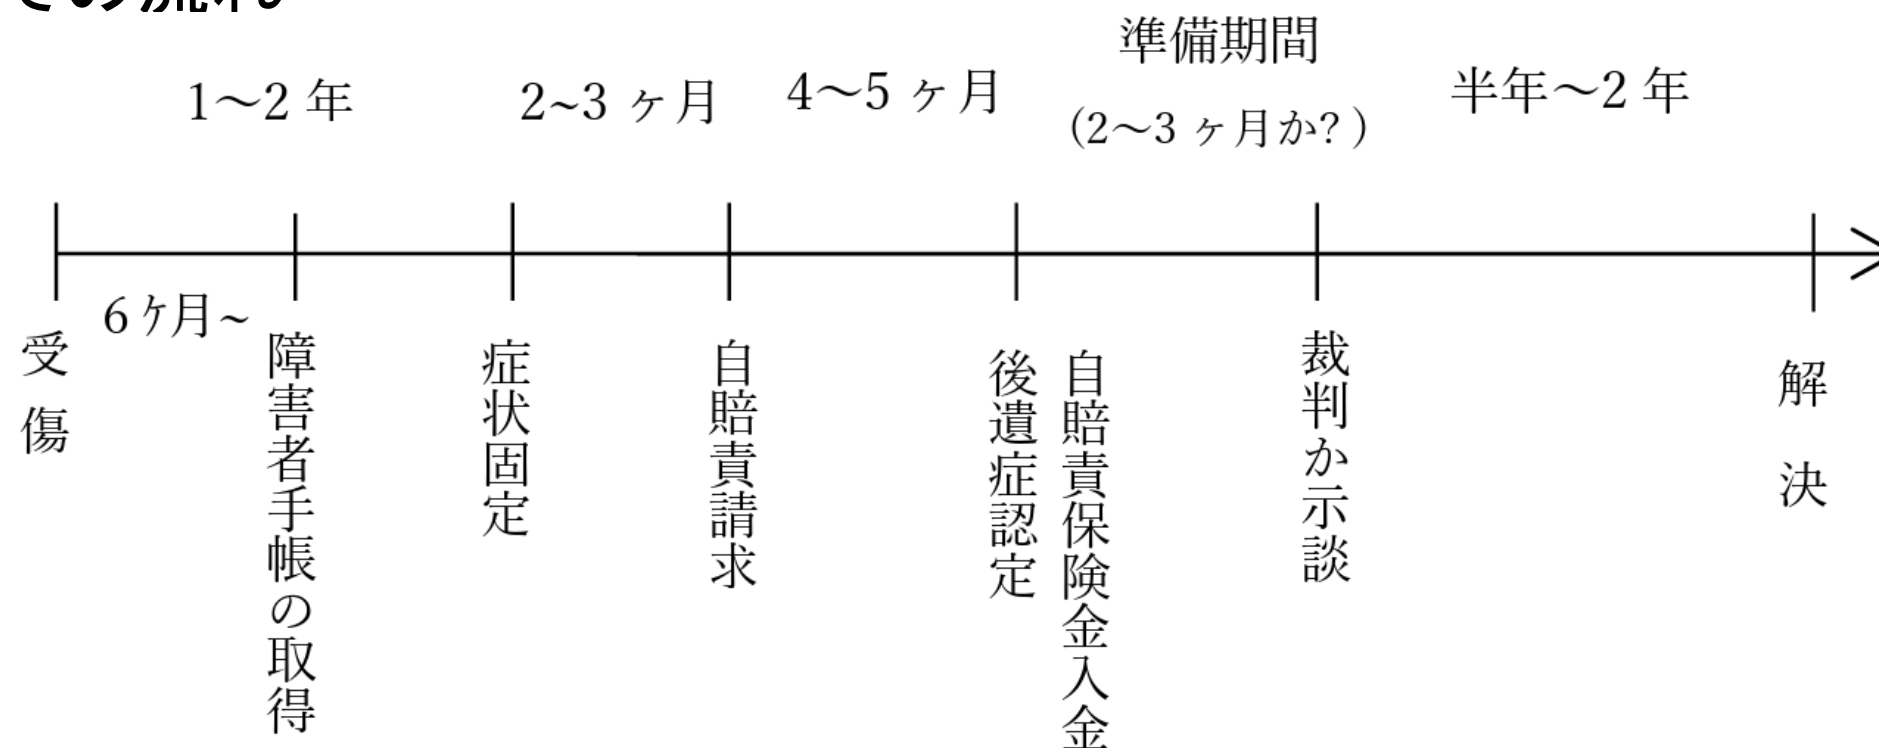 の流れ
1～2 年
2~3 ヶ月
4～5 ヶ月
準備期間
(2～3 ヶ月か?)
半年～2 年
6ヶ月~
受傷
障害者手帳の取得
症状固定
自賠責請求
後遺症認定
自賠責保険金入金
裁判か示談
解決